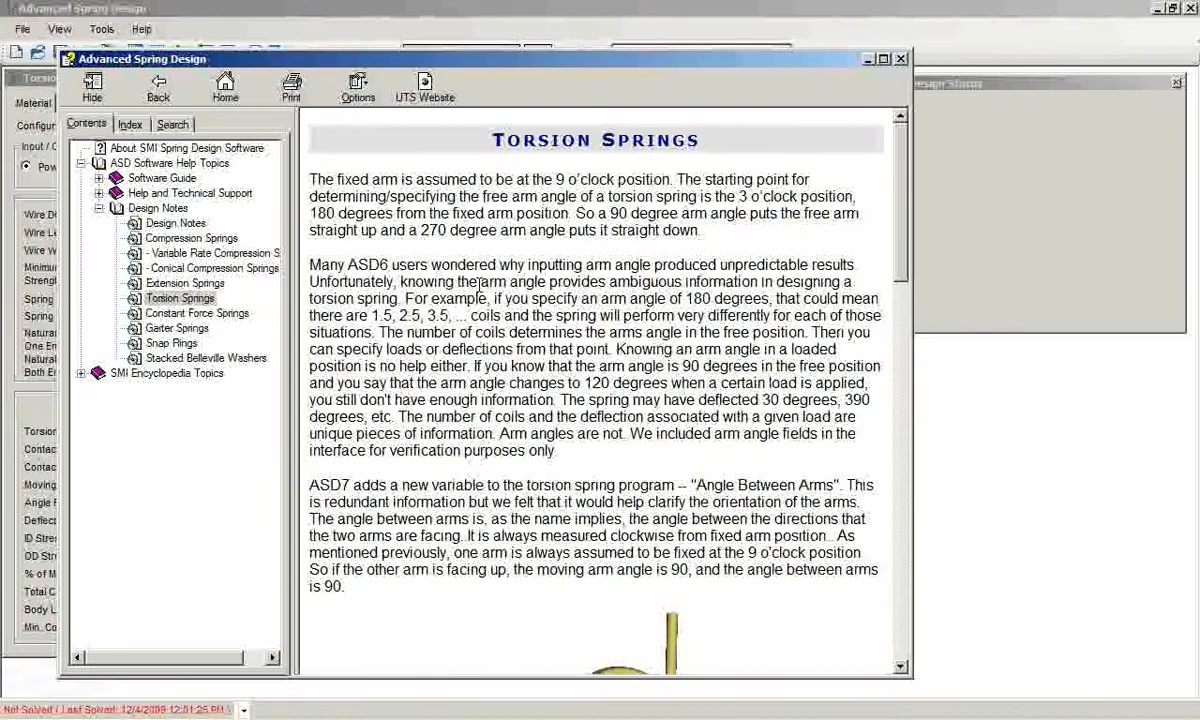 Advanced Spring Design
File View Tools Help
Advanced Spring Design
Hide Back Home Print Options UTS Website
Contents Index Search
? About SMI Spring Design Software
ASD Software Help Topics
Software Guide
Help and Technical Support
Design Notes
Design Notes
Compression Springs
- Variable Rate Compression S
- Conical Compression Springs
Extension Springs
Torsion Springs
Constant Force Springs
Garter Springs
Snap Rings
Stacked Belleville Washers
SMI Encyclopedia Topics
TORSION SPRINGS
The fixed arm is assumed to be at the 9 o'clock position. The starting point for
determining/specifying the free arm angle of a torsion spring is the 3 o'clock position,
180 degrees from the fixed arm position. So a 90 degree arm angle puts the free arm
straight up and a 270 degree arm angle puts it straight down.
Many ASD6 users wondered why inputting arm angle produced unpredictable results.
Unfortunately, knowing the arm angle provides ambiguous information in designing a
torsion spring. For example, if you specify an arm angle of 180 degrees, that could mean
there are 1.5, 2.5, 3.5, ... coils and the spring will perform very differently for each of those
situations. The number of coils determines the arms angle in the free position. Then you
can specify loads or deflections from that point. Knowing an arm angle in a loaded
position is no help either. If you know that the arm angle is 90 degrees in the free position
and you say that the arm angle changes to 120 degrees when a certain load is applied,
you still don't have enough information. The spring may have deflected 30 degrees, 390
degrees, etc. The number of coils and the deflection associated with a given load are
unique pieces of information. Arm angles are not. We included arm angle fields in the
interface for verification purposes only.
ASD7 adds a new variable to the torsion spring program -- "Angle Between Arms". This
is redundant information but we felt that it would help clarify the orientation of the arms.
The angle between arms is, as the name implies, the angle between the directions that
the two arms are facing. It is always measured clockwise from fixed arm position. As
mentioned previously, one arm is always assumed to be fixed at the 9 o'clock position.
So if the other arm is facing up, the moving arm angle is 90, and the angle between arms
is 90.
Torsio
Material
Configur
Input / C
Pow
Wire Di
Wire Le
Wire W
Minimum
Strengt
Spring
Spring
Natura
One En
Natural
Both E
Torsion
Contac
Contac
Moving
Angle F
Deflec
ID Stre
OD Stre
% of M
Total C
Body L
Min. Co
esign Status
Not Solved / Last Solved: 12/4/2009 12:01:25 PM